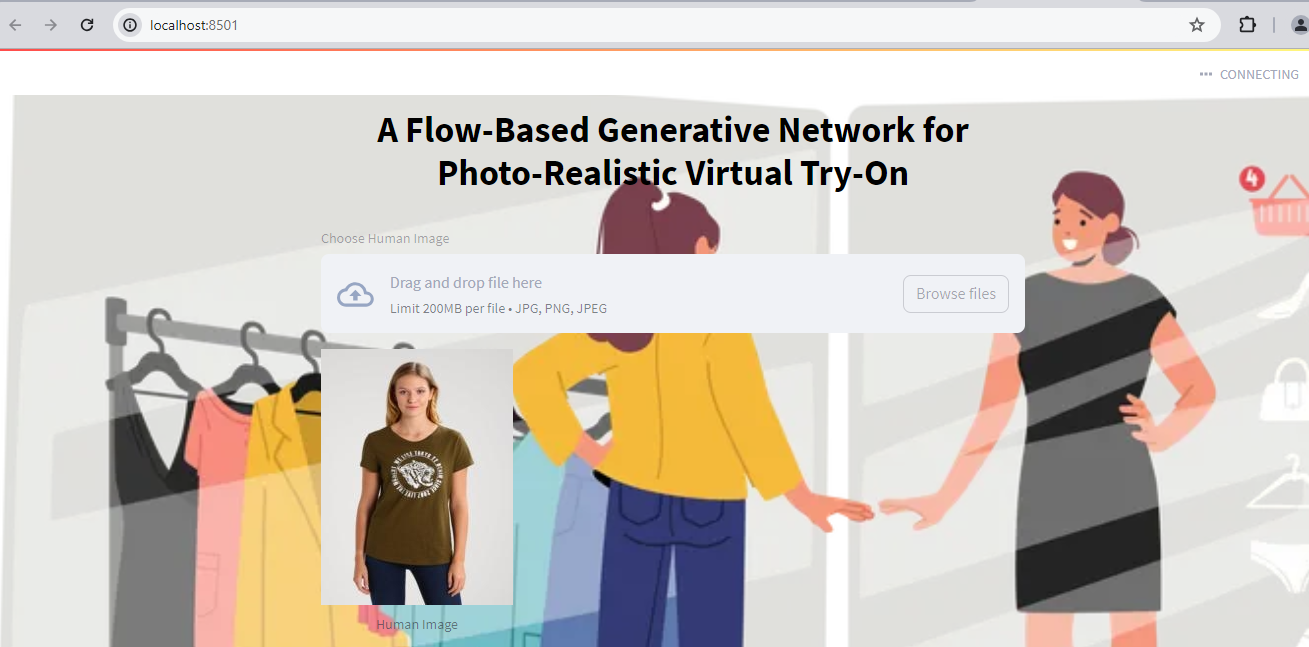 localhost:8501
CONNECTING
A Flow-Based Generative Network for
Photo-Realistic Virtual Try-On
4
Choose Human Image
Drag and drop file here
Limit 200MB per file • JPG, PNG, JPEG
Browse files
Human Image